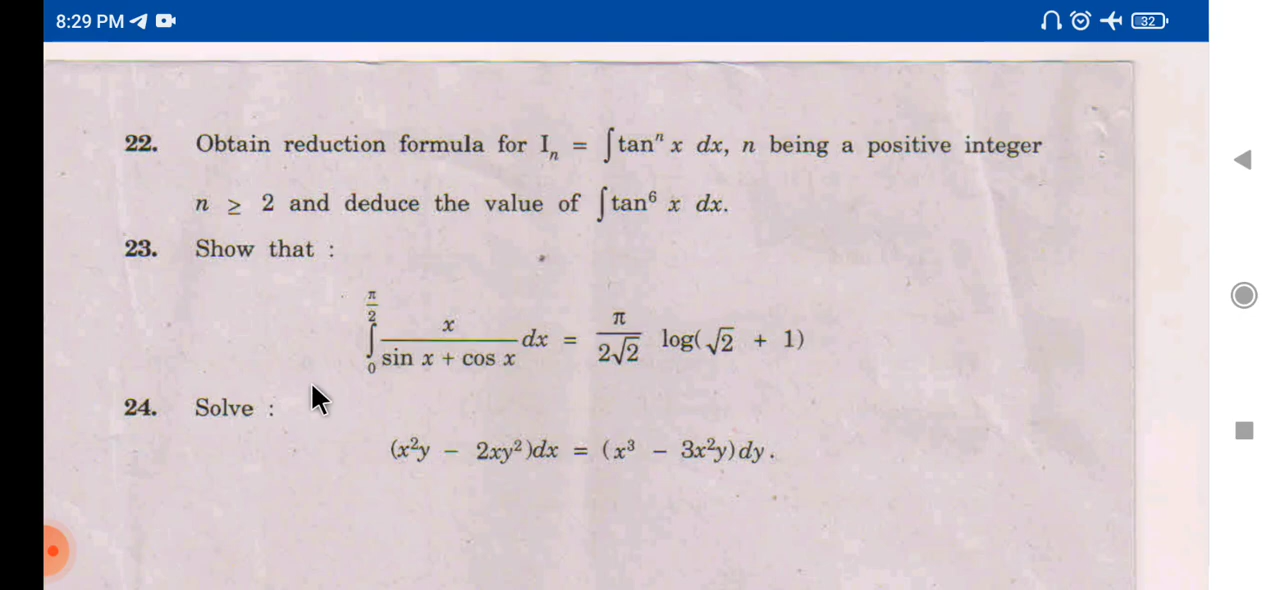 8:29 PM 32
22. Obtain reduction formula for Iₙ = ∫tanⁿ x dx, n being a positive integer
n ≥ 2 and deduce the value of ∫tan⁶ x dx.
23. Show that :
∫₀^(π/2) x/(sin x + cos x) dx = π/(2√2) log(√2 + 1)
24. Solve :
(x²y − 2xy²)dx = (x³ − 3x²y)dy.